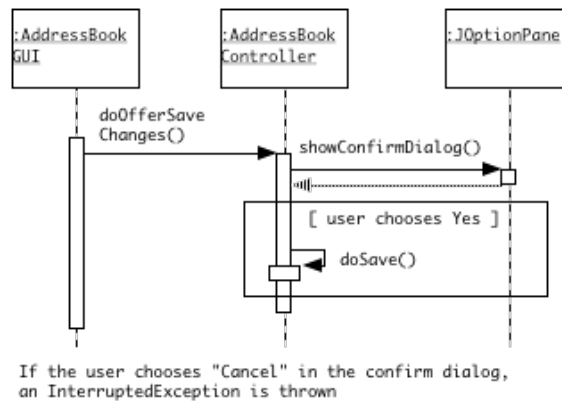 :AddressBook
GUI
:AddressBook
Controller
:JOptionPane
doOfferSave
Changes()
showConfirmDialog()
[ user chooses Yes ]
doSave()
If the user chooses "Cancel" in the confirm dialog,
an InterruptedException is thrown